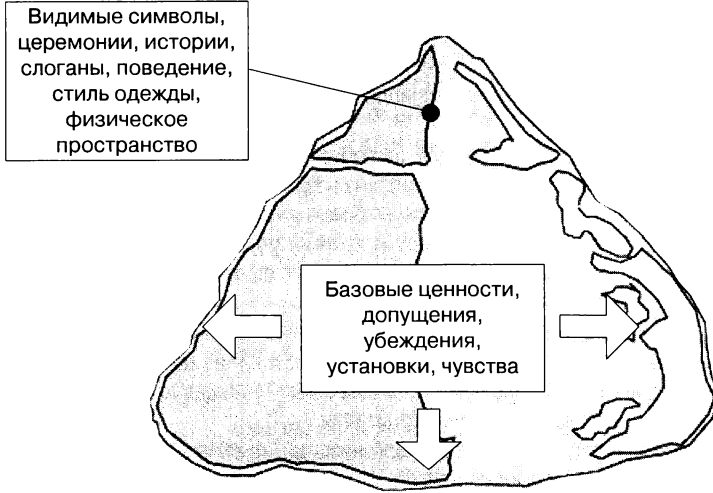 Видимые символы,
церемонии, истории,
слоганы, поведение,
стиль одежды,
физическое
пространство
Базовые ценности,
допущения,
убеждения,
установки, чувства